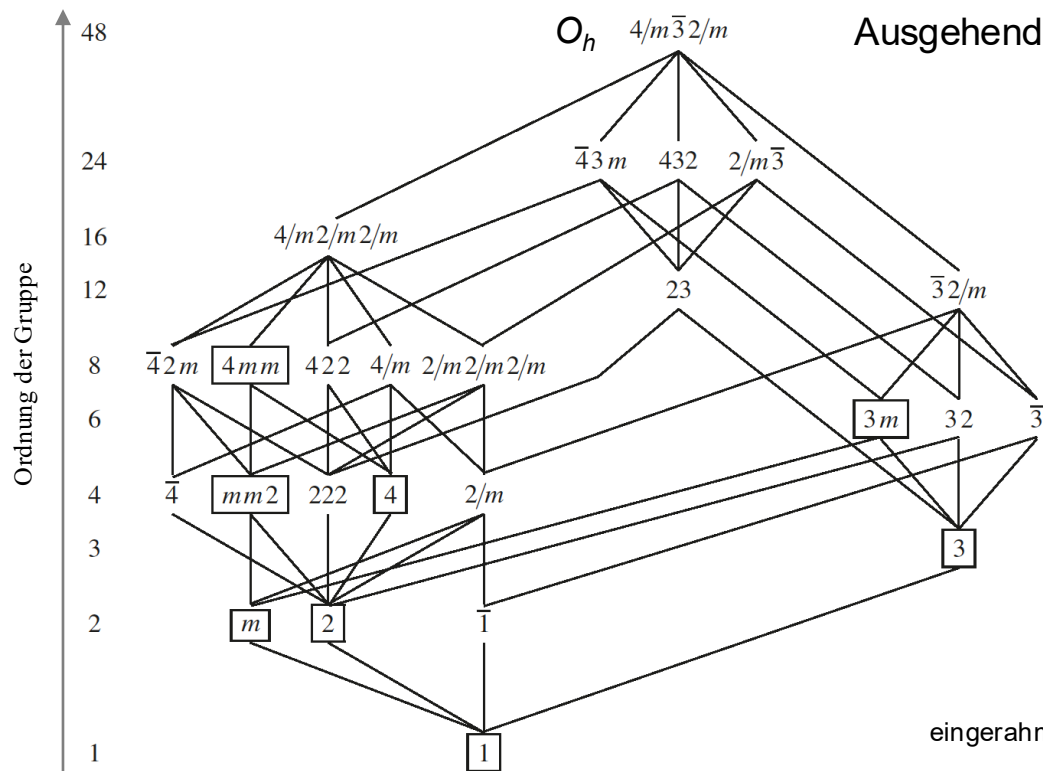 48 O_h 4/m3̅2/m Ausgehend
24 4̅3m 432 2/m3̅
16 4/m2/m2/m
12 23 3̅2/m
8 4̅2m 4mm 422 4/m 2/m2/m2/m
6 3m 32 3̅
4 4̅ mm2 222 4 2/m
3 3
2 m 2 1̅
1 1
eingerahm
Ordnung der Gruppe